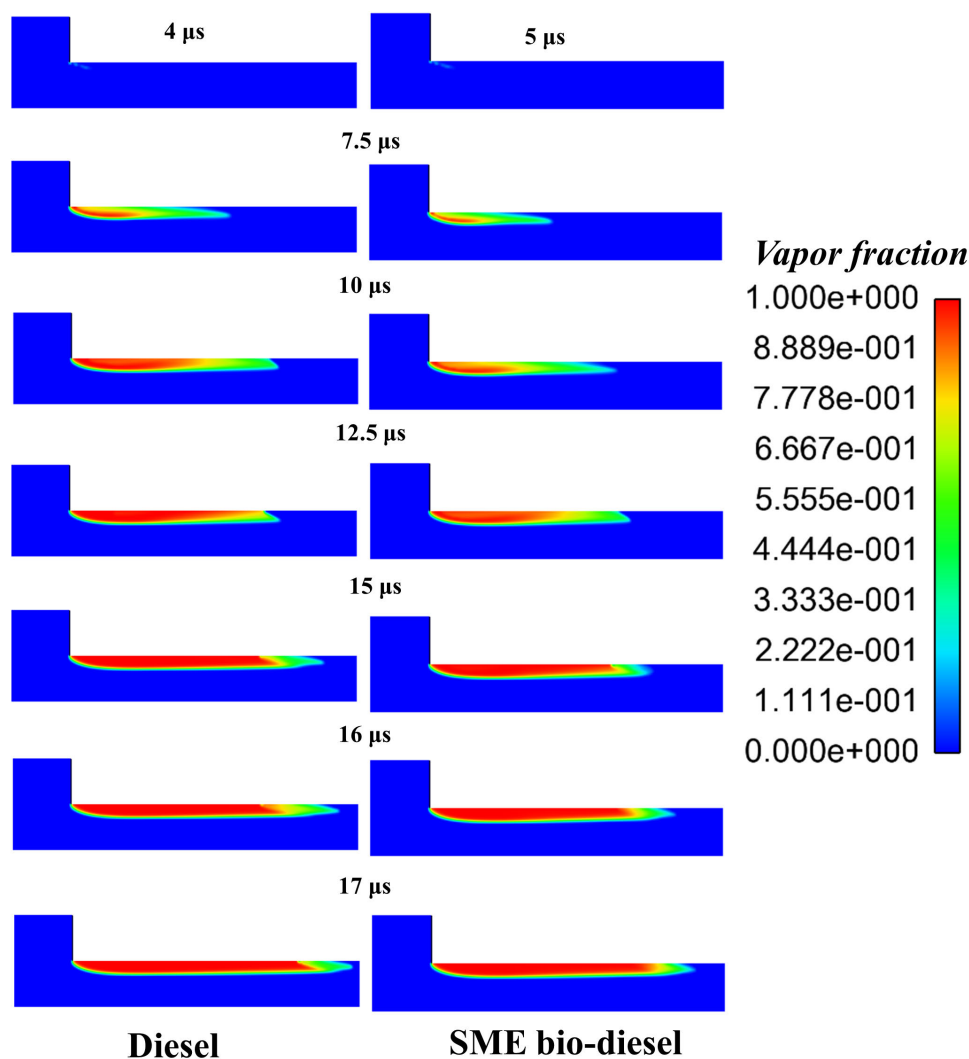 4 µs
5 µs
7.5 µs
10 µs
12.5 µs
15 µs
16 µs
17 µs
Diesel
SME bio-diesel
Vapor fraction
1.000e+000
8.889e-001
7.778e-001
6.667e-001
5.555e-001
4.444e-001
3.333e-001
2.222e-001
1.111e-001
0.000e+000